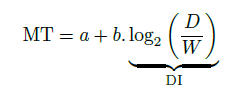 MT = a + b.log₂(D/W)
DI